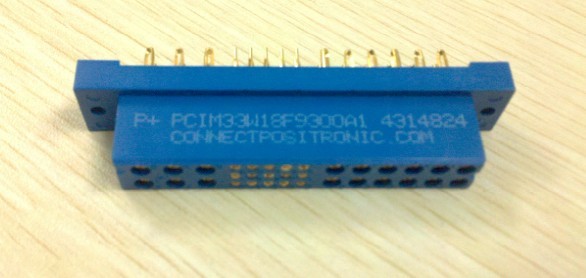 P+ PCIM33W18F9300A1 4314824
CONNECTPOSITRONIC.COM